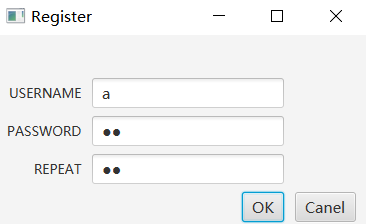 Register
USERNAME a
PASSWORD ●●
REPEAT ●●
OK Canel